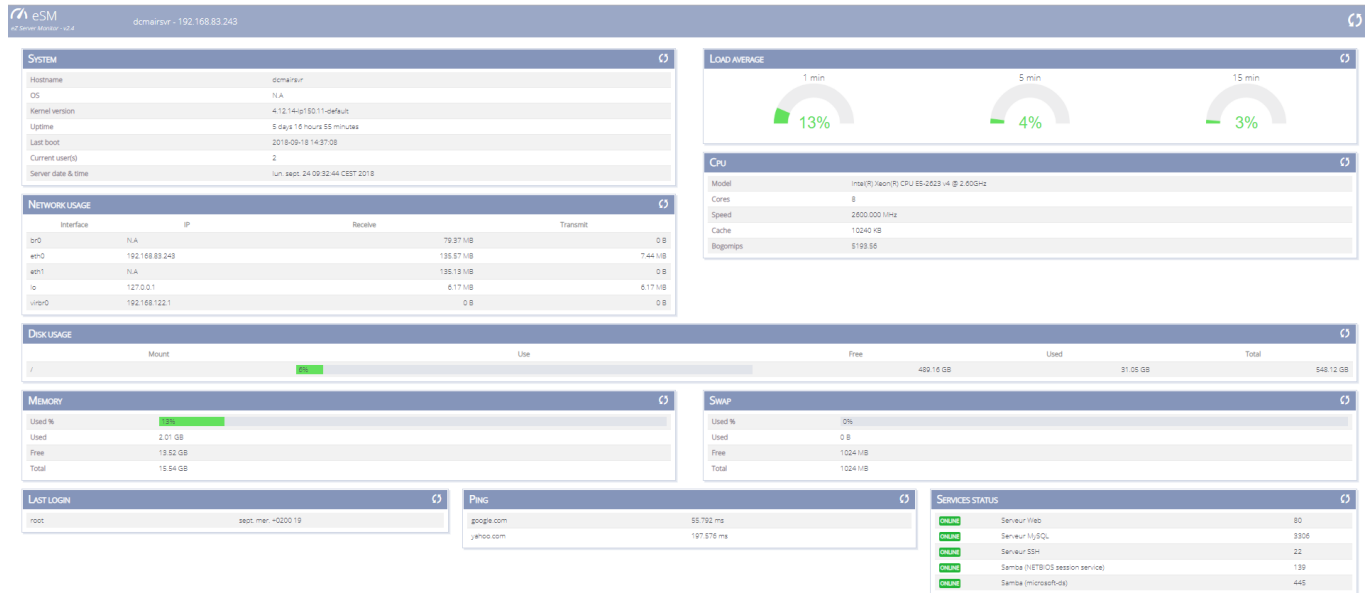 eSM
eZ Server Monitor - v2.4
dcmairsvr - 192.168.83.243
System
Hostname dcmairsvr
OS N.A
Kernel version 4.12.14-lp150.11-default
Uptime 5 days 16 hours 55 minutes
Last boot 2018-09-18 14:37:08
Current user(s) 2
Server date & time lun. sept. 24 09:32:44 CEST 2018
Load average
1 min 5 min 15 min
13% 4% 3%
Cpu
Model Intel(R) Xeon(R) CPU E5-2623 v4 @ 2.60GHz
Cores 8
Speed 2600.000 MHz
Cache 10240 KB
Bogomips 5193.56
Network usage
Interface IP Receive Transmit
br0 N.A 79.37 MB 0 B
eth0 192.168.83.243 135.57 MB 7.44 MB
eth1 N.A 135.13 MB 0 B
lo 127.0.0.1 6.17 MB 6.17 MB
virbr0 192.168.122.1 0 B 0 B
Disk usage
Mount Use Free Used Total
/ 6% 489.16 GB 31.05 GB 548.12 GB
Memory
Used % 13%
Used 2.01 GB
Free 13.52 GB
Total 15.54 GB
Swap
Used % 0%
Used 0 B
Free 1024 MB
Total 1024 MB
Last login
root sept. mer. +0200 19
Ping
google.com 55.792 ms
yahoo.com 197.576 ms
Services status
ONLINE Serveur Web 80
ONLINE Serveur MySQL 3306
ONLINE Serveur SSH 22
ONLINE Samba (NETBIOS session service) 139
ONLINE Samba (microsoft-ds) 445